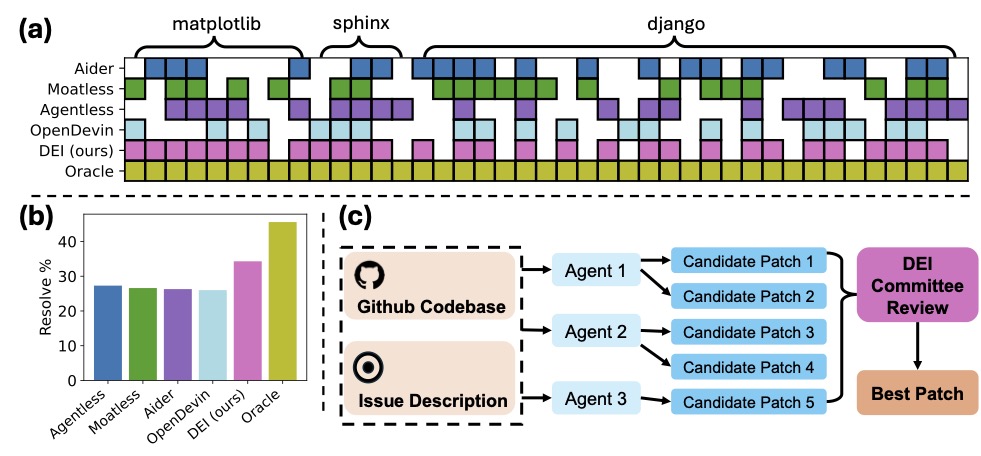 (a)
matplotlib
sphinx
django
Aider
Moatless
Agentless
OpenDevin
DEI (ours)
Oracle
(b)
Resolve %
40
30
20
10
0
Agentless
Moatless
Aider
OpenDevin
DEI (ours)
Oracle
(c)
Github Codebase
Issue Description
Agent 1
Agent 2
Agent 3
Candidate Patch 1
Candidate Patch 2
Candidate Patch 3
Candidate Patch 4
Candidate Patch 5
DEI
Committee
Review
Best Patch